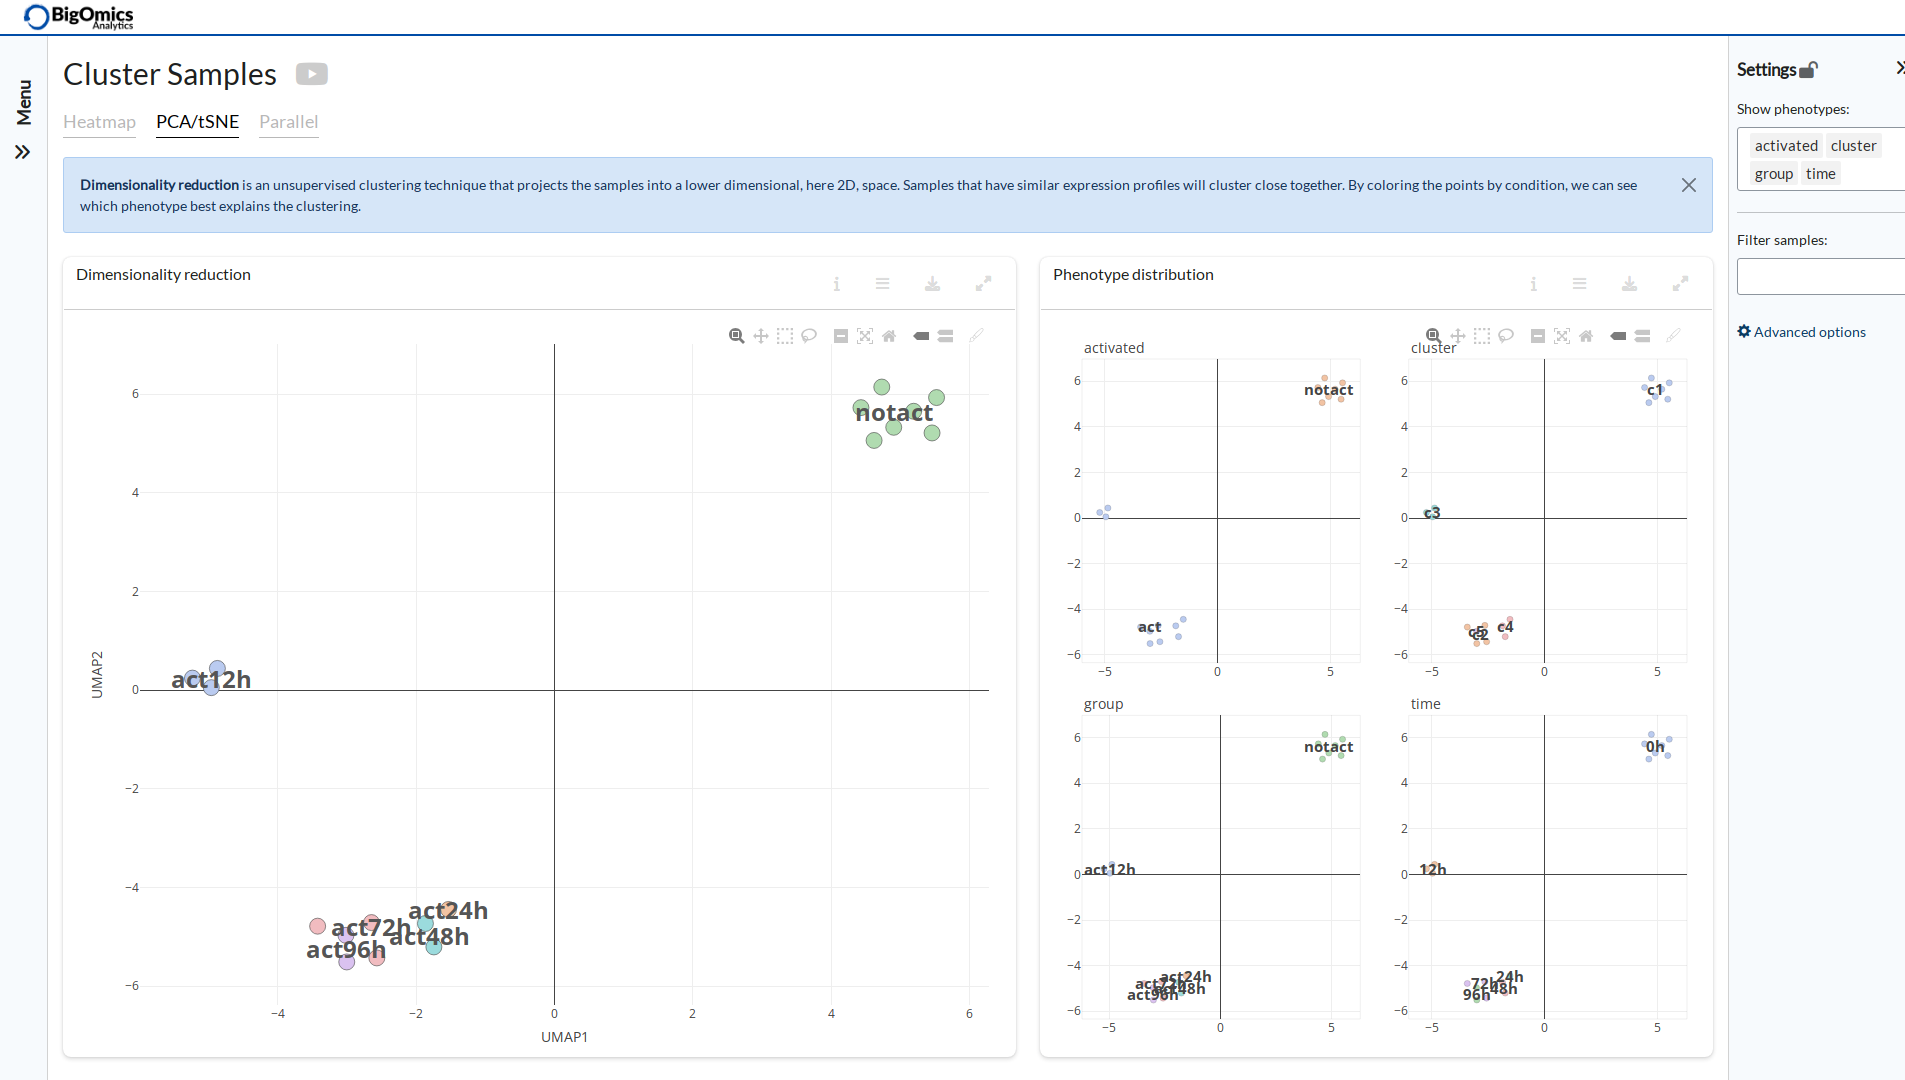 BigOmics
Analytics
Menu
Cluster Samples
Heatmap PCA/tSNE Parallel
Dimensionality reduction is an unsupervised clustering technique that projects the samples into a lower dimensional, here 2D, space. Samples that have similar expression profiles will cluster close together. By coloring the points by condition, we can see
which phenotype best explains the clustering.
Dimensionality reduction
6
4
2
0
−2
−4
−6
−4 −2 0 2 4 6
UMAP1
UMAP2
notact
act12h
act24h
act72h
act48h
act96h
Phenotype distribution
activated
6
4
2
0
−2
−4
−6
−5 0 5
notact
act
cluster
6
4
2
0
−2
−4
−6
−5 0 5
c1
c3
c5
c2
c4
group
6
4
2
0
−2
−4
−6
−5 0 5
notact
act12h
act24h
act72h
act48h
act96h
time
6
4
2
0
−2
−4
−6
−5 0 5
0h
12h
24h
72h
48h
96h
Settings
Show phenotypes:
activated cluster
group time
Filter samples:
Advanced options